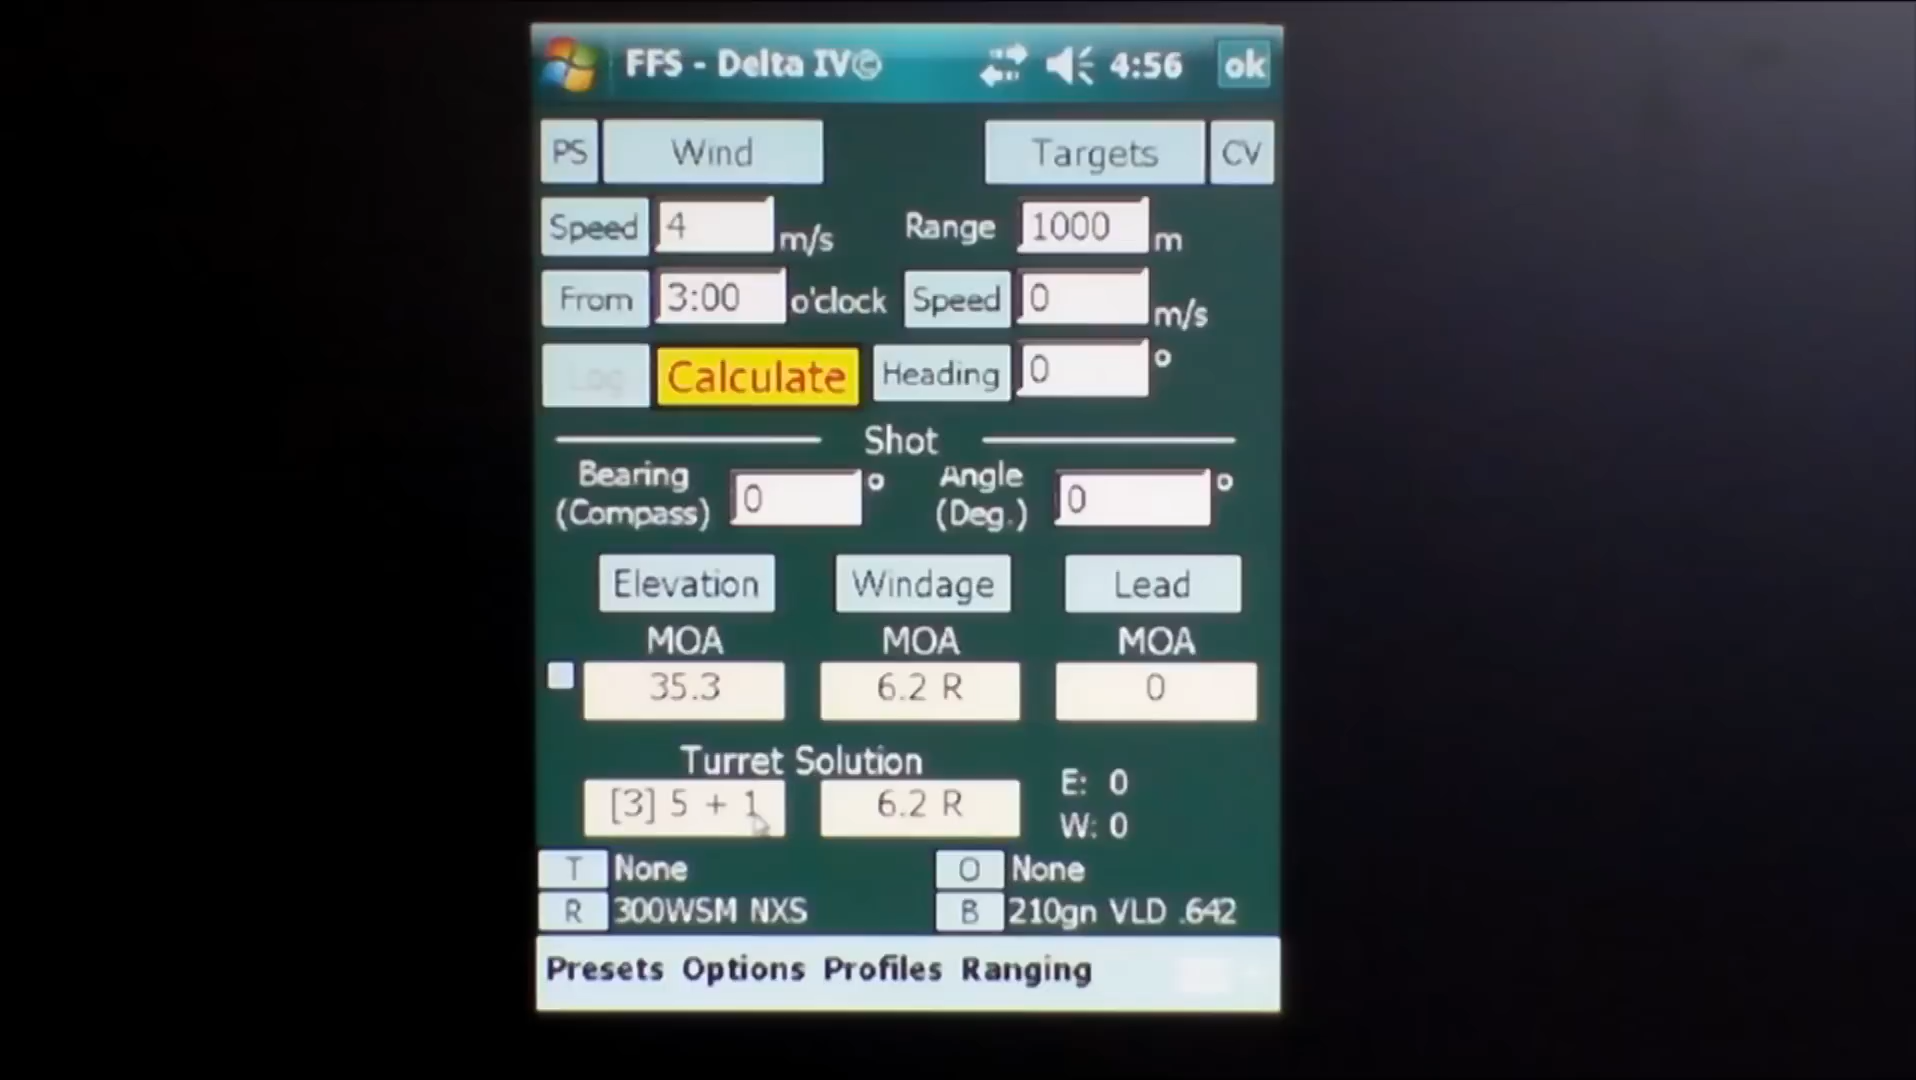 FFS - Delta IV© 4:56 ok
PS Wind Targets CV
Speed 4 m/s Range 1000 m
From 3:00 o'clock Speed 0 m/s
Log Calculate Heading 0 °
Shot
Bearing (Compass) 0 ° Angle (Deg.) 0 °
Elevation Windage Lead
MOA MOA MOA
35.3 6.2 R 0
Turret Solution
[3] 5 + 1 6.2 R E: 0
W: 0
T None O None
R 300WSM NXS B 210gn VLD .642
Presets Options Profiles Ranging